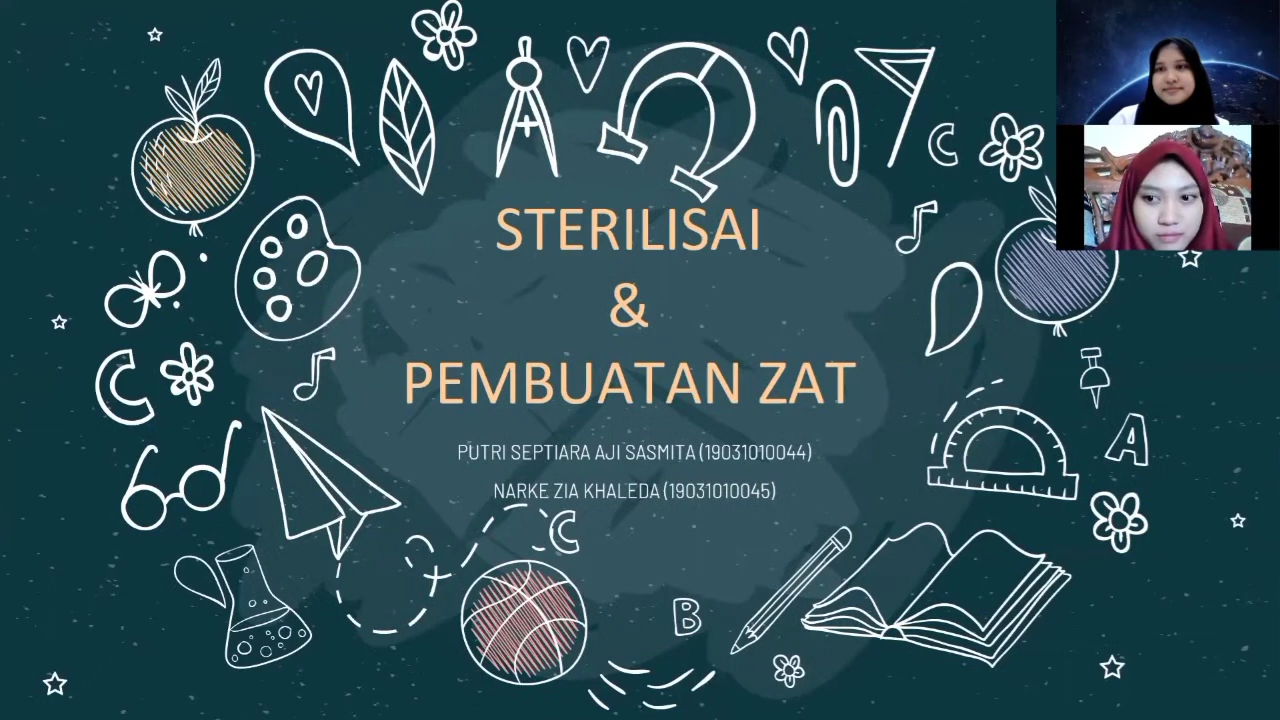 STERILISAI
&
PEMBUATAN ZAT
PUTRI SEPTIARA AJI SASMITA (19031010044)
NARKE ZIA KHALEDA (19031010045)
C
C
A
C
B